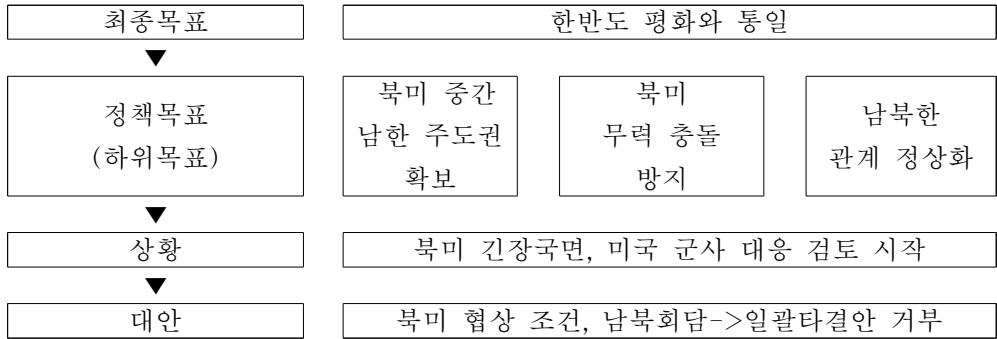 최종목표
한반도 평화와 통일
▼
정책목표
(하위목표)
북미 중간
남한 주도권
확보
북미
무력 충돌
방지
남북한
관계 정상화
▼
상황
북미 긴장국면, 미국 군사 대응 검토 시작
▼
대안
북미 협상 조건, 남북회담->일괄타결안 거부